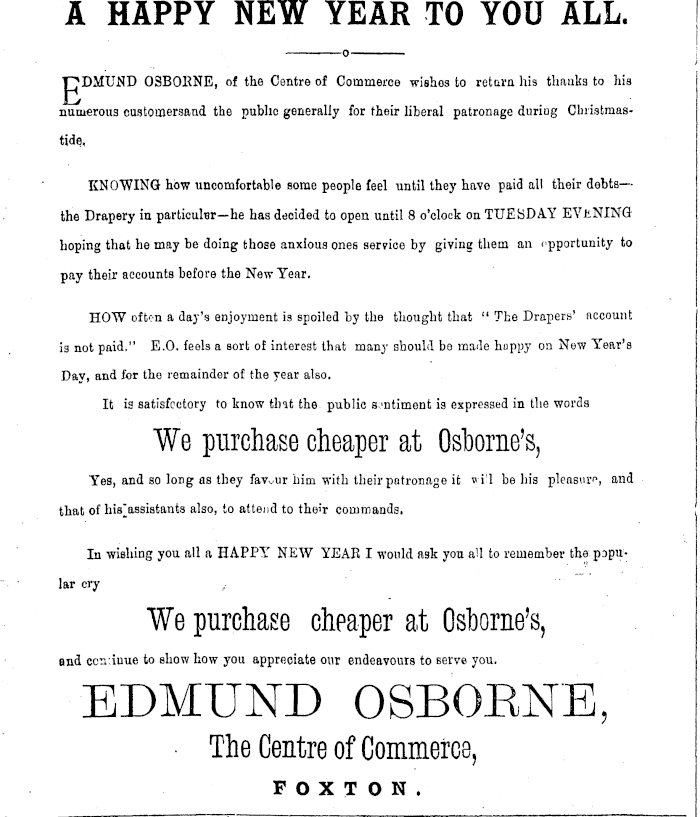 A HAPPY NEW YEAR TO YOU ALL.
EDMUND OSBORNE, of the Centre of Commerce wishes to return his thanks to his
numerous customersand the public generally for their liberal patronage during Christmas-
tide.
KNOWING how uncomfortable some people feel until they have paid all their debts—
the Drapery in particular—he has decided to open until 8 o'clock on TUESDAY EVENING
hoping that he may be doing those anxious ones service by giving them an opportunity to
pay their accounts before the New Year.
HOW often a day's enjoyment is spoiled by the thought that "The Drapers' account
is not paid." E.O. feels a sort of interest that many should be made happy on New Year's
Day, and for the remainder of the year also.
It is satisfactory to know that the public sentiment is expressed in the words
We purchase cheaper at Osborne's,
Yes, and so long as they favour him with their patronage it will be his pleasure, and
that of his assistants also, to attend to their commands.
In wishing you all a HAPPY NEW YEAR I would ask you all to remember the popu-
lar cry
We purchase cheaper at Osborne's,
and continue to show how you appreciate our endeavours to serve you.
EDMUND OSBORNE,
The Centre of Commerce,
FOXTON.